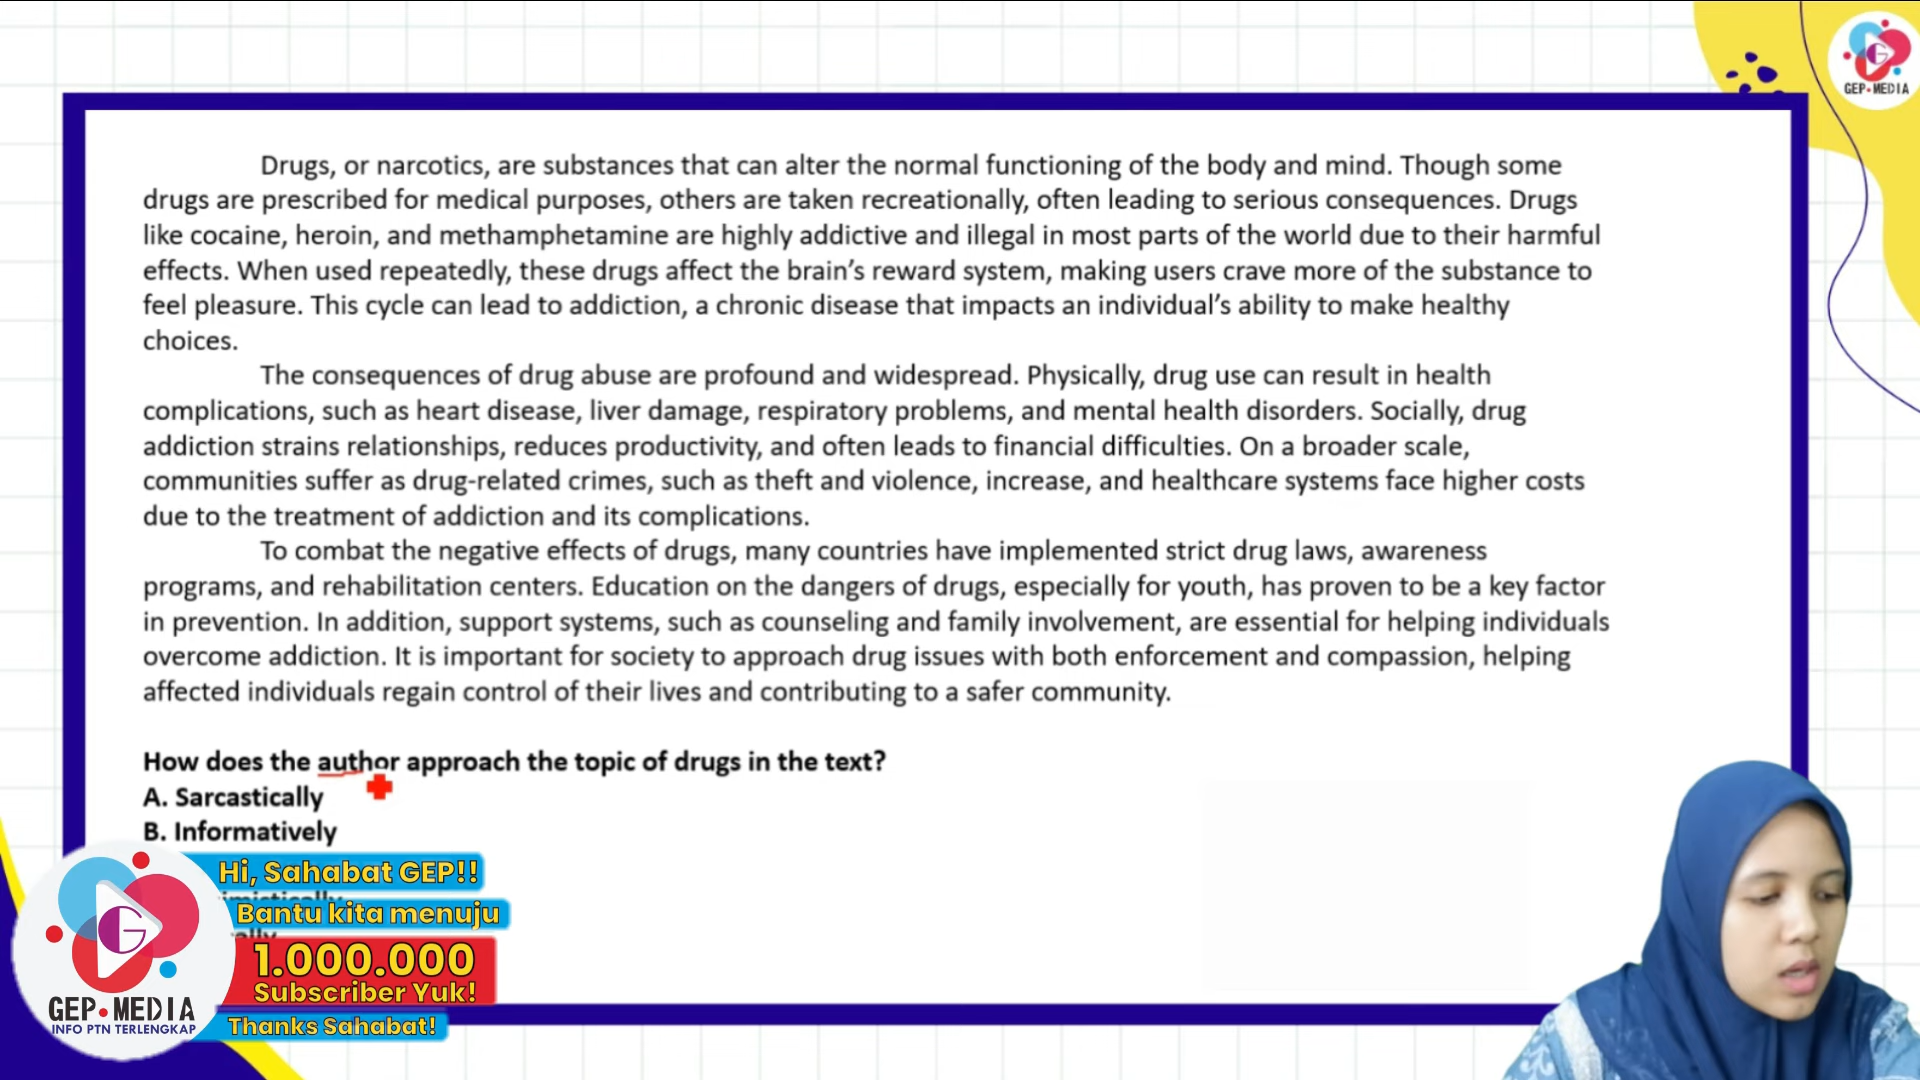 GEP•MEDIA
Drugs, or narcotics, are substances that can alter the normal functioning of the body and mind. Though some
drugs are prescribed for medical purposes, others are taken recreationally, often leading to serious consequences. Drugs
like cocaine, heroin, and methamphetamine are highly addictive and illegal in most parts of the world due to their harmful
effects. When used repeatedly, these drugs affect the brain's reward system, making users crave more of the substance to
feel pleasure. This cycle can lead to addiction, a chronic disease that impacts an individual's ability to make healthy
choices.
The consequences of drug abuse are profound and widespread. Physically, drug use can result in health
complications, such as heart disease, liver damage, respiratory problems, and mental health disorders. Socially, drug
addiction strains relationships, reduces productivity, and often leads to financial difficulties. On a broader scale,
communities suffer as drug-related crimes, such as theft and violence, increase, and healthcare systems face higher costs
due to the treatment of addiction and its complications.
To combat the negative effects of drugs, many countries have implemented strict drug laws, awareness
programs, and rehabilitation centers. Education on the dangers of drugs, especially for youth, has proven to be a key factor
in prevention. In addition, support systems, such as counseling and family involvement, are essential for helping individuals
overcome addiction. It is important for society to approach drug issues with both enforcement and compassion, helping
affected individuals regain control of their lives and contributing to a safer community.
How does the author approach the topic of drugs in the text?
A. Sarcastically
B. Informatively
Hi, Sahabat GEP!!
Bantu kita menuju
1.000.000
Subscriber Yuk!
Thanks Sahabat!
GEP•MEDIA
INFO PTN TERLENGKAP